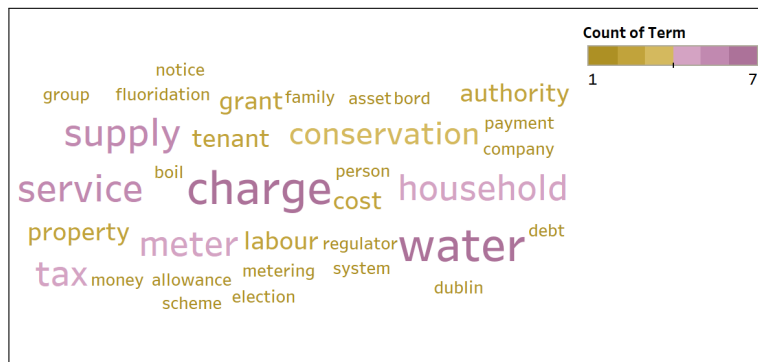 Count of Term
1 7
notice
group fluoridation grant family asset bord authority
supply tenant conservation payment
company
service boil charge person household
cost
property meter labour regulator water debt
tax money allowance metering system
scheme election dublin